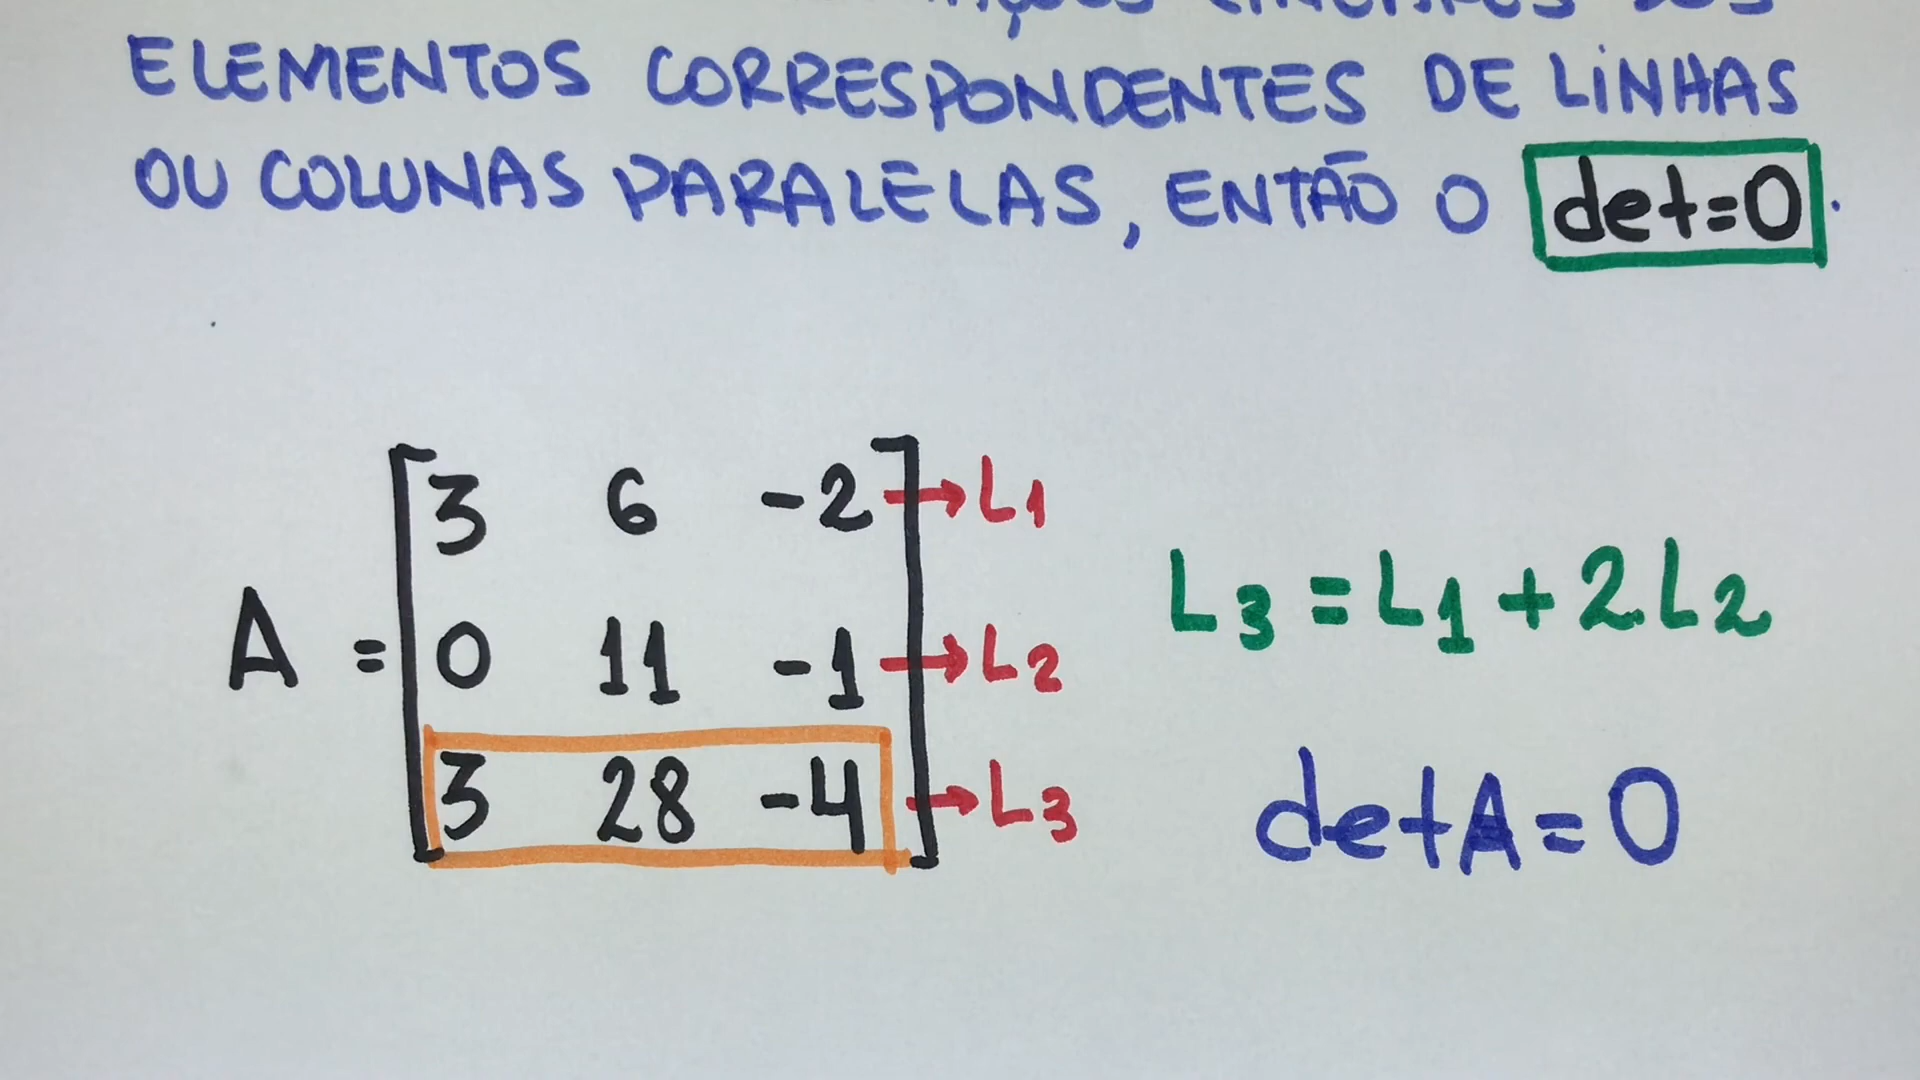 ELEMENTOS CORRESPONDENTES DE LINHAS
OU COLUNAS PARALELAS, ENTÃO O det=0.
A = [3 6 -2] → L1
[0 11 -1] → L2
[3 28 -4] → L3
L3 = L1 + 2L2
detA = 0